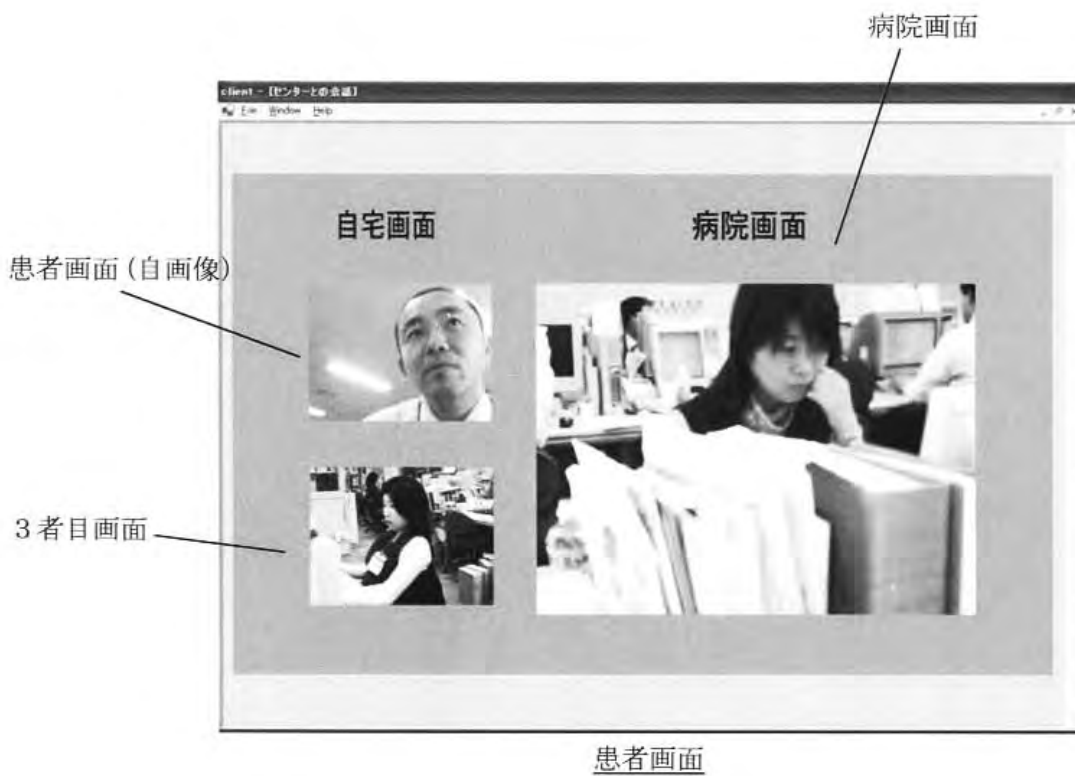 病院画面
client - [センターとの会議]
File Window Help
自宅画面
病院画面
患者画面(自画像)
3者目画面
患者画面